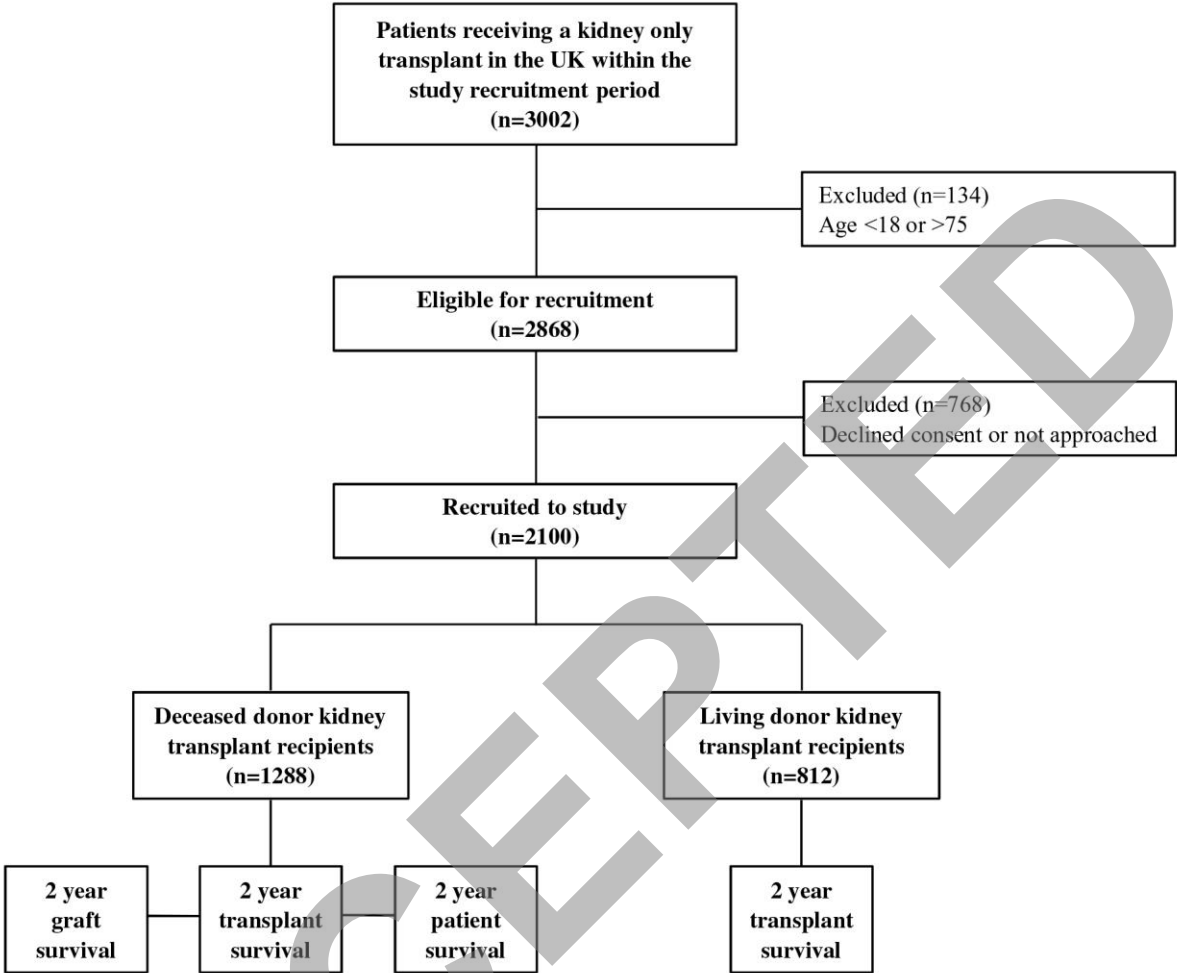 Patients receiving a kidney only
transplant in the UK within the
study recruitment period
(n=3002)
Excluded (n=134)
Age <18 or >75
Eligible for recruitment
(n=2868)
Excluded (n=768)
Declined consent or not approached
Recruited to study
(n=2100)
Deceased donor kidney
transplant recipients
(n=1288)
Living donor kidney
transplant recipients
(n=812)
2 year
graft
survival
2 year
transplant
survival
2 year
patient
survival
2 year
transplant
survival
CEPTED